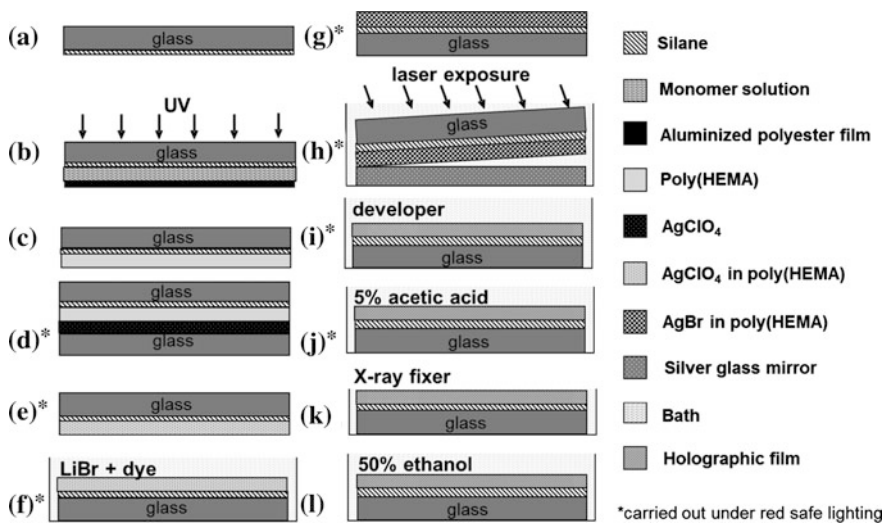 (a)
glass
UV
(b)
glass
(c)
glass
glass
(d)*
glass
(e)*
glass
LiBr + dye
(f)*
glass
(g)*
glass
laser exposure
glass
(h)*
developer
(i)*
glass
5% acetic acid
(j)*
glass
X-ray fixer
(k)
glass
50% ethanol
(l)
glass
Silane
Monomer solution
Aluminized polyester film
Poly(HEMA)
AgClO₄
AgClO₄ in poly(HEMA)
AgBr in poly(HEMA)
Silver glass mirror
Bath
Holographic film
*carried out under red safe lighting